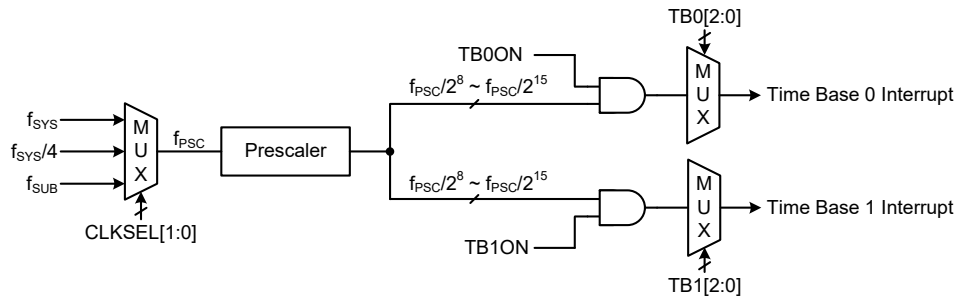 TB0[2:0]
TB0ON
M
U
X
Time Base 0 Interrupt
fPSC/2^8 ~ fPSC/2^15
fSYS
fSYS/4
fSUB
M
U
X
fPSC
Prescaler
CLKSEL[1:0]
fPSC/2^8 ~ fPSC/2^15
M
U
X
Time Base 1 Interrupt
TB1ON
TB1[2:0]